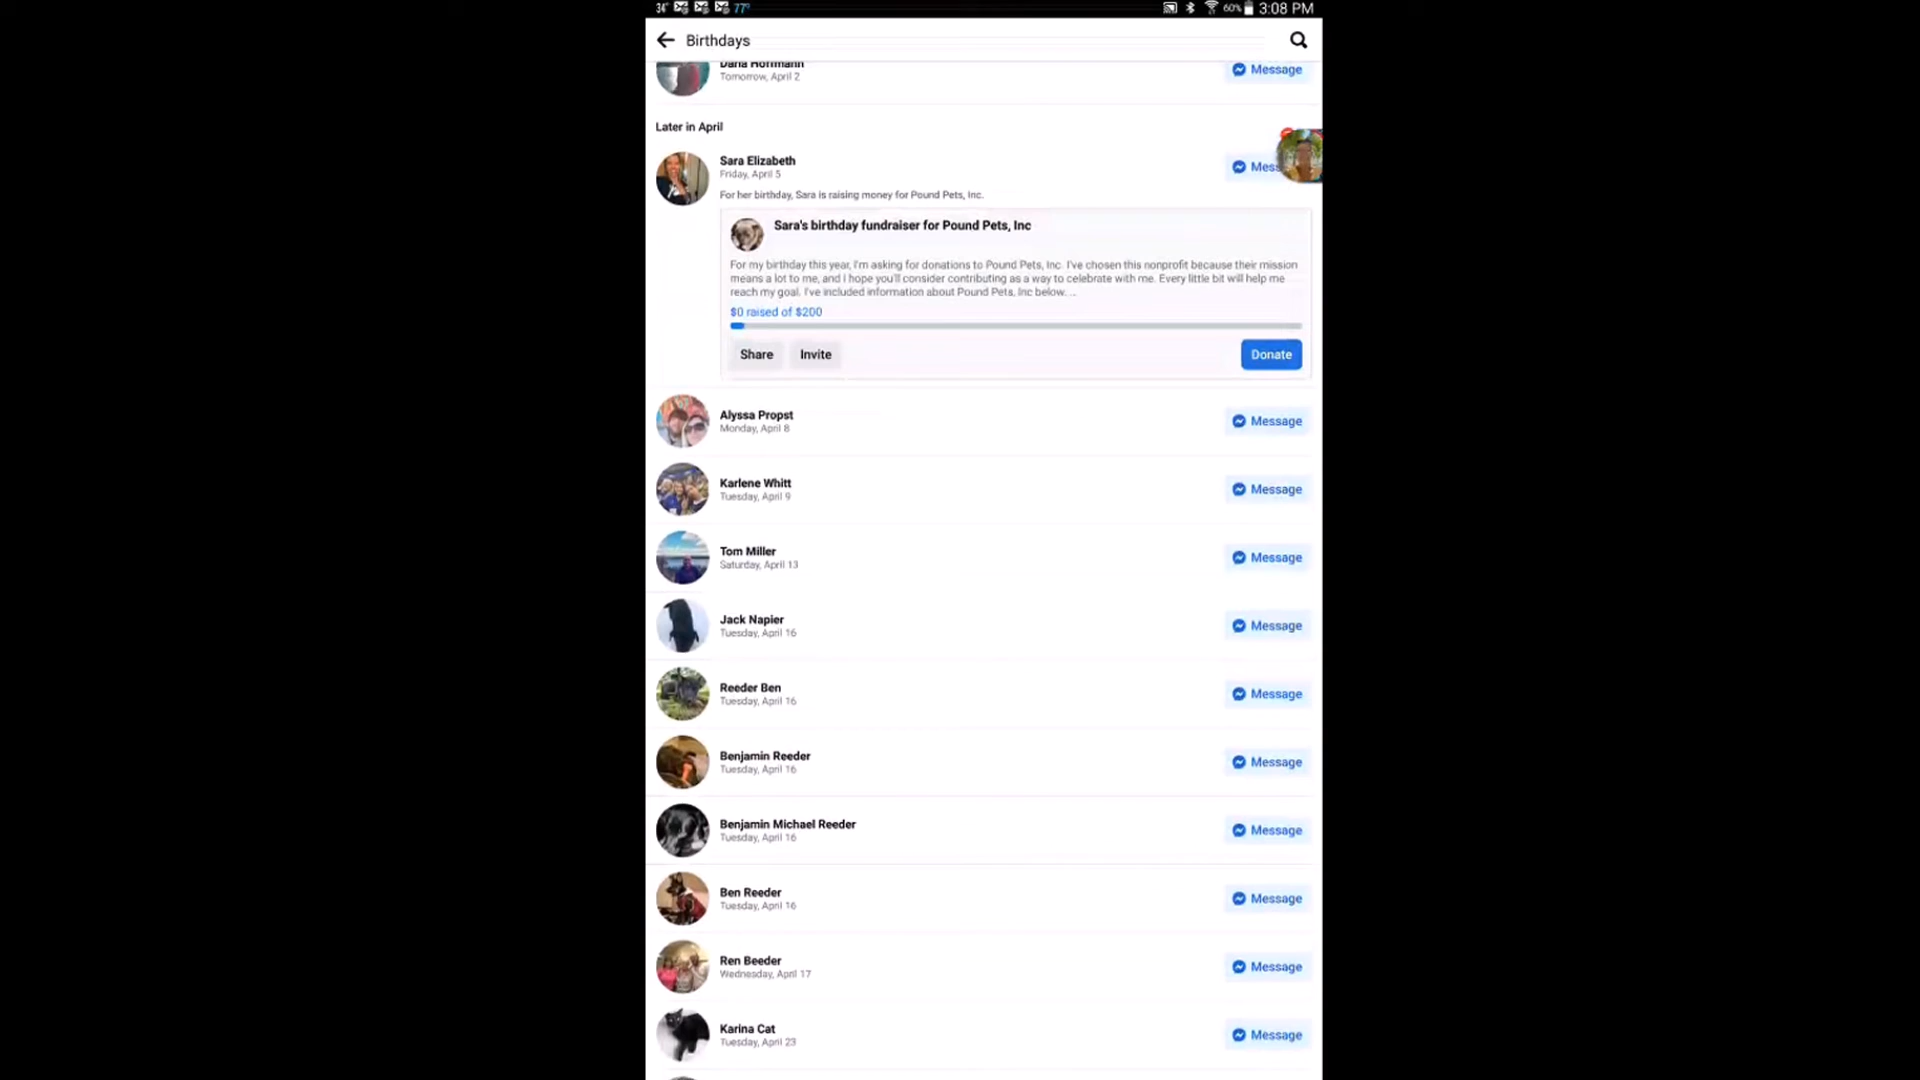 34° 77° 60% 3:08 PM
Birthdays
Dana Hoffmann
Tomorrow, April 2
Message
Later in April
Sara Elizabeth
Friday, April 5
Mess
For her birthday, Sara is raising money for Pound Pets, Inc.
Sara's birthday fundraiser for Pound Pets, Inc
For my birthday this year, I'm asking for donations to Pound Pets, Inc. I've chosen this nonprofit because their mission
means a lot to me, and I hope you'll consider contributing as a way to celebrate with me. Every little bit will help me
reach my goal. I've included information about Pound Pets, Inc below. ...
$0 raised of $200
Share Invite Donate
Alyssa Propst
Monday, April 8
Message
Karlene Whitt
Tuesday, April 9
Message
Tom Miller
Saturday, April 13
Message
Jack Napier
Tuesday, April 16
Message
Reeder Ben
Tuesday, April 16
Message
Benjamin Reeder
Tuesday, April 16
Message
Benjamin Michael Reeder
Tuesday, April 16
Message
Ben Reeder
Tuesday, April 16
Message
Ren Beeder
Wednesday, April 17
Message
Karina Cat
Tuesday, April 23
Message